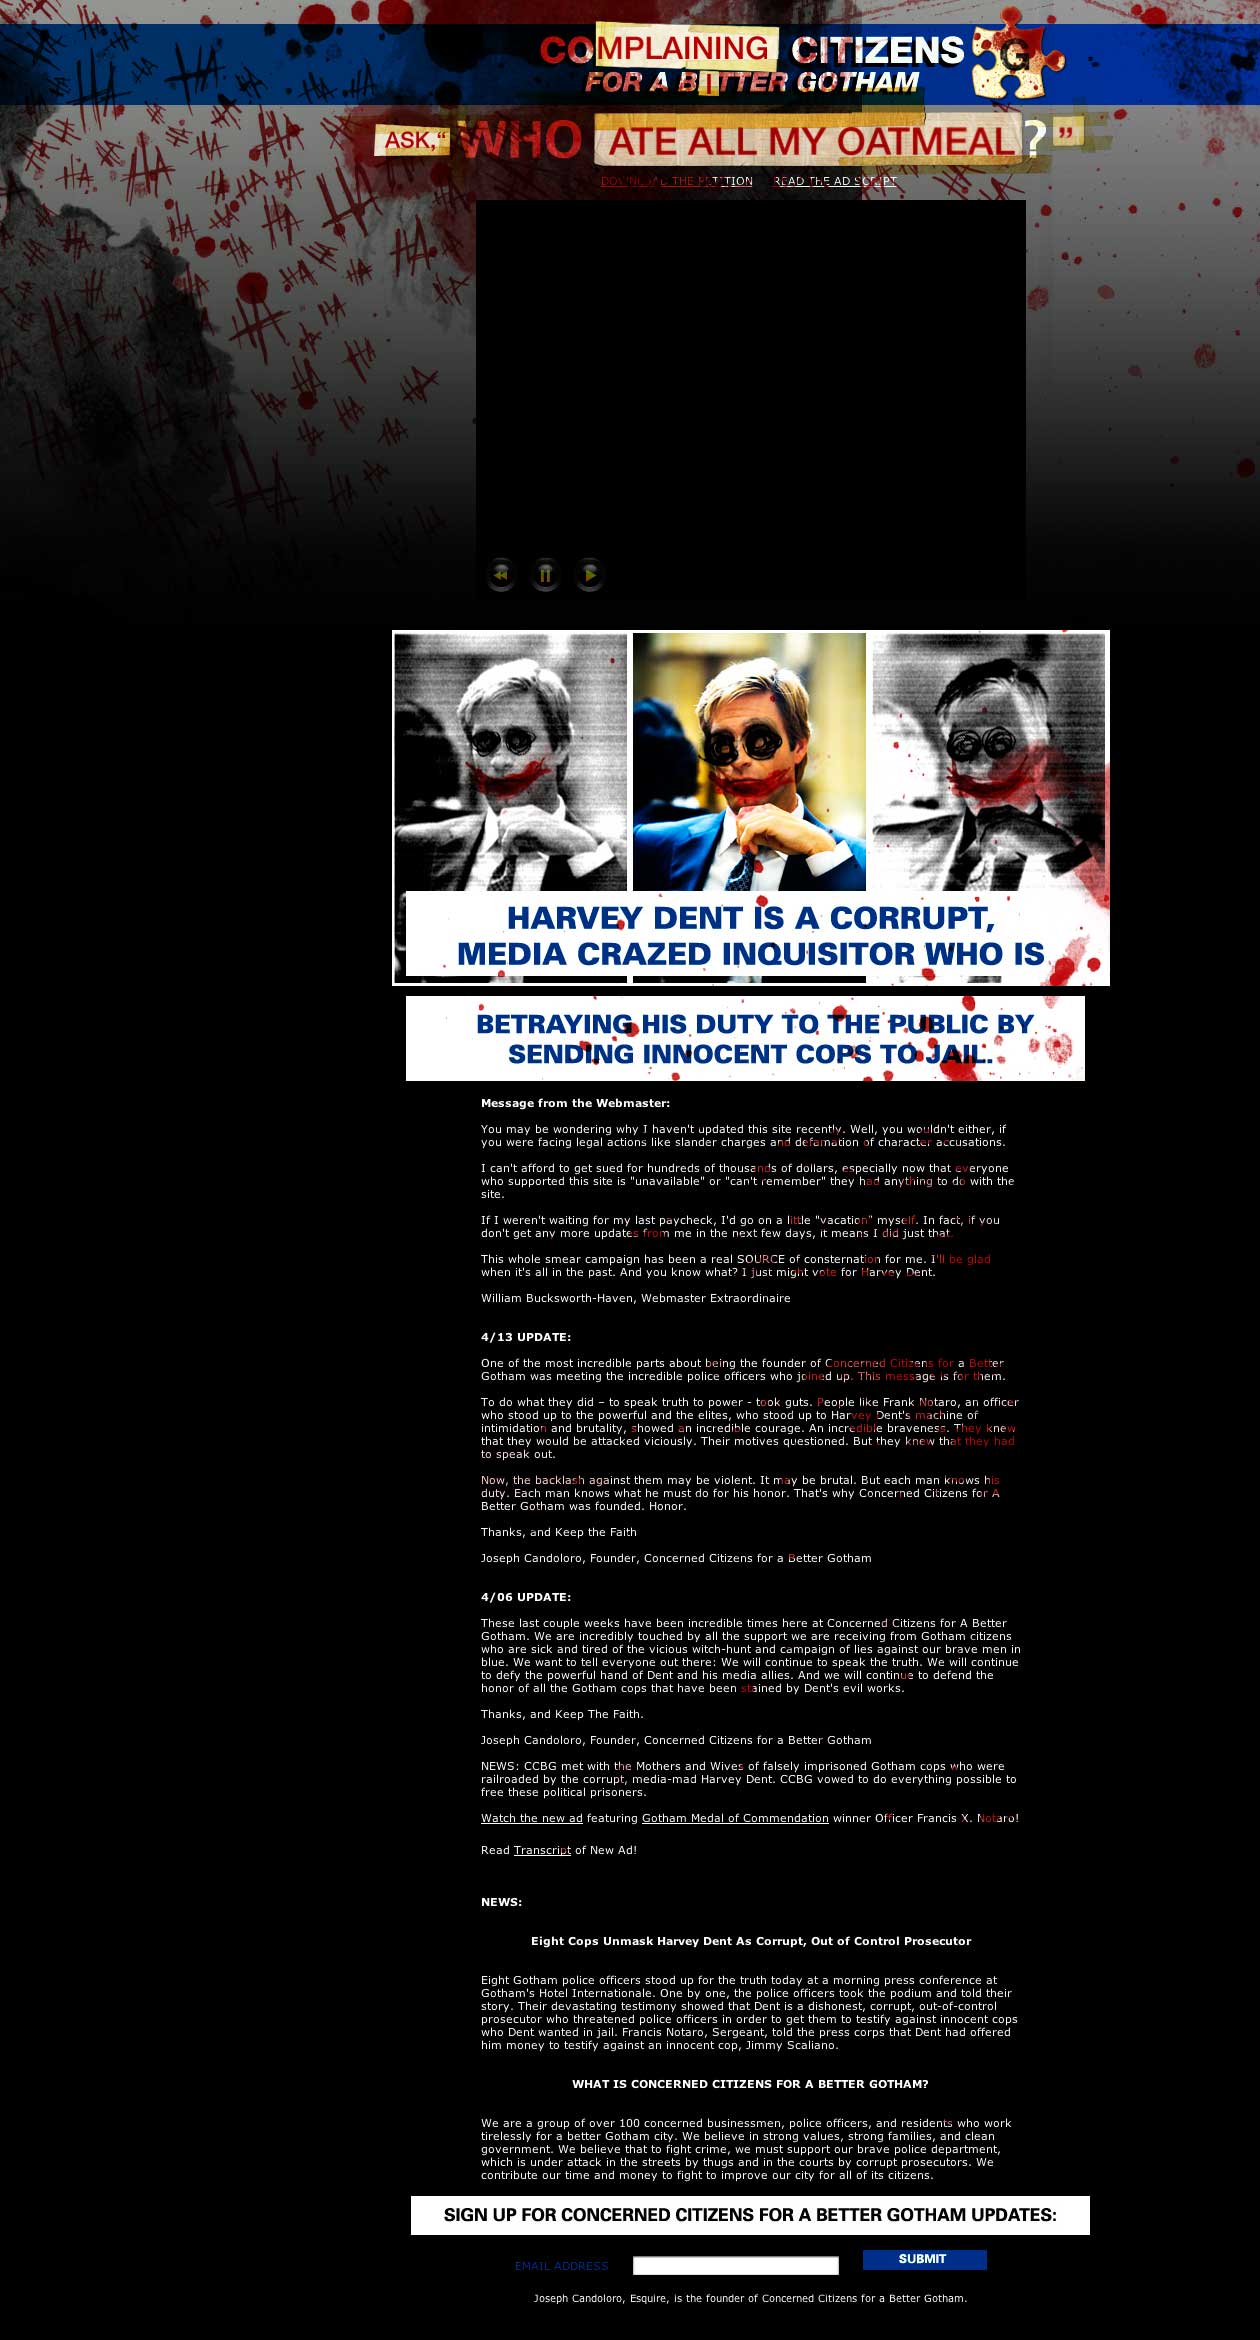 COMPLAINING CITIZENS
FOR A BITTER GOTHAM
G
ASK,“ WHO ATE ALL MY OATMEAL?”
DOWNLOAD THE PETITION READ THE AD SCRIPT
HARVEY DENT IS A CORRUPT,
MEDIA CRAZED INQUISITOR WHO IS
BETRAYING HIS DUTY TO THE PUBLIC BY
SENDING INNOCENT COPS TO JAIL.
Message from the Webmaster:
You may be wondering why I haven't updated this site recently. Well, you wouldn't either, if
you were facing legal actions like slander charges and defamation of character accusations.
I can't afford to get sued for hundreds of thousands of dollars, especially now that everyone
who supported this site is "unavailable" or "can't remember" they had anything to do with the
site.
If I weren't waiting for my last paycheck, I'd go on a little "vacation" myself. In fact, if you
don't get any more updates from me in the next few days, it means I did just that.
This whole smear campaign has been a real SOURCE of consternation for me. I'll be glad
when it's all in the past. And you know what? I just might vote for Harvey Dent.
William Bucksworth-Haven, Webmaster Extraordinaire
4/13 UPDATE:
One of the most incredible parts about being the founder of Concerned Citizens for a Better
Gotham was meeting the incredible police officers who joined up. This message is for them.
To do what they did – to speak truth to power - took guts. People like Frank Notaro, an officer
who stood up to the powerful and the elites, who stood up to Harvey Dent's machine of
intimidation and brutality, showed an incredible courage. An incredible braveness. They knew
that they would be attacked viciously. Their motives questioned. But they knew that they had
to speak out.
Now, the backlash against them may be violent. It may be brutal. But each man knows his
duty. Each man knows what he must do for his honor. That's why Concerned Citizens for A
Better Gotham was founded. Honor.
Thanks, and Keep the Faith
Joseph Candoloro, Founder, Concerned Citizens for a Better Gotham
4/06 UPDATE:
These last couple weeks have been incredible times here at Concerned Citizens for A Better
Gotham. We are incredibly touched by all the support we are receiving from Gotham citizens
who are sick and tired of the vicious witch-hunt and campaign of lies against our brave men in
blue. We want to tell everyone out there: We will continue to speak the truth. We will continue
to defy the powerful hand of Dent and his media allies. And we will continue to defend the
honor of all the Gotham cops that have been stained by Dent's evil works.
Thanks, and Keep The Faith.
Joseph Candoloro, Founder, Concerned Citizens for a Better Gotham
NEWS: CCBG met with the Mothers and Wives of falsely imprisoned Gotham cops who were
railroaded by the corrupt, media-mad Harvey Dent. CCBG vowed to do everything possible to
free these political prisoners.
Watch the new ad featuring Gotham Medal of Commendation winner Officer Francis X. Notaro!
Read Transcript of New Ad!
NEWS:
Eight Cops Unmask Harvey Dent As Corrupt, Out of Control Prosecutor
Eight Gotham police officers stood up for the truth today at a morning press conference at
Gotham's Hotel Internationale. One by one, the police officers took the podium and told their
story. Their devastating testimony showed that Dent is a dishonest, corrupt, out-of-control
prosecutor who threatened police officers in order to get them to testify against innocent cops
who Dent wanted in jail. Francis Notaro, Sergeant, told the press corps that Dent had offered
him money to testify against an innocent cop, Jimmy Scaliano.
WHAT IS CONCERNED CITIZENS FOR A BETTER GOTHAM?
We are a group of over 100 concerned businessmen, police officers, and residents who work
tirelessly for a better Gotham city. We believe in strong values, strong families, and clean
government. We believe that to fight crime, we must support our brave police department,
which is under attack in the streets by thugs and in the courts by corrupt prosecutors. We
contribute our time and money to fight to improve our city for all of its citizens.
SIGN UP FOR CONCERNED CITIZENS FOR A BETTER GOTHAM UPDATES:
EMAIL ADDRESS SUBMIT
Joseph Candoloro, Esquire, is the founder of Concerned Citizens for a Better Gotham.